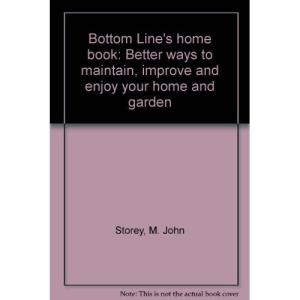 Bottom Line's home
book: Better ways to
maintain, improve and
enjoy your home and
garden
Storey, M. John
Note: This is not the actual book cover